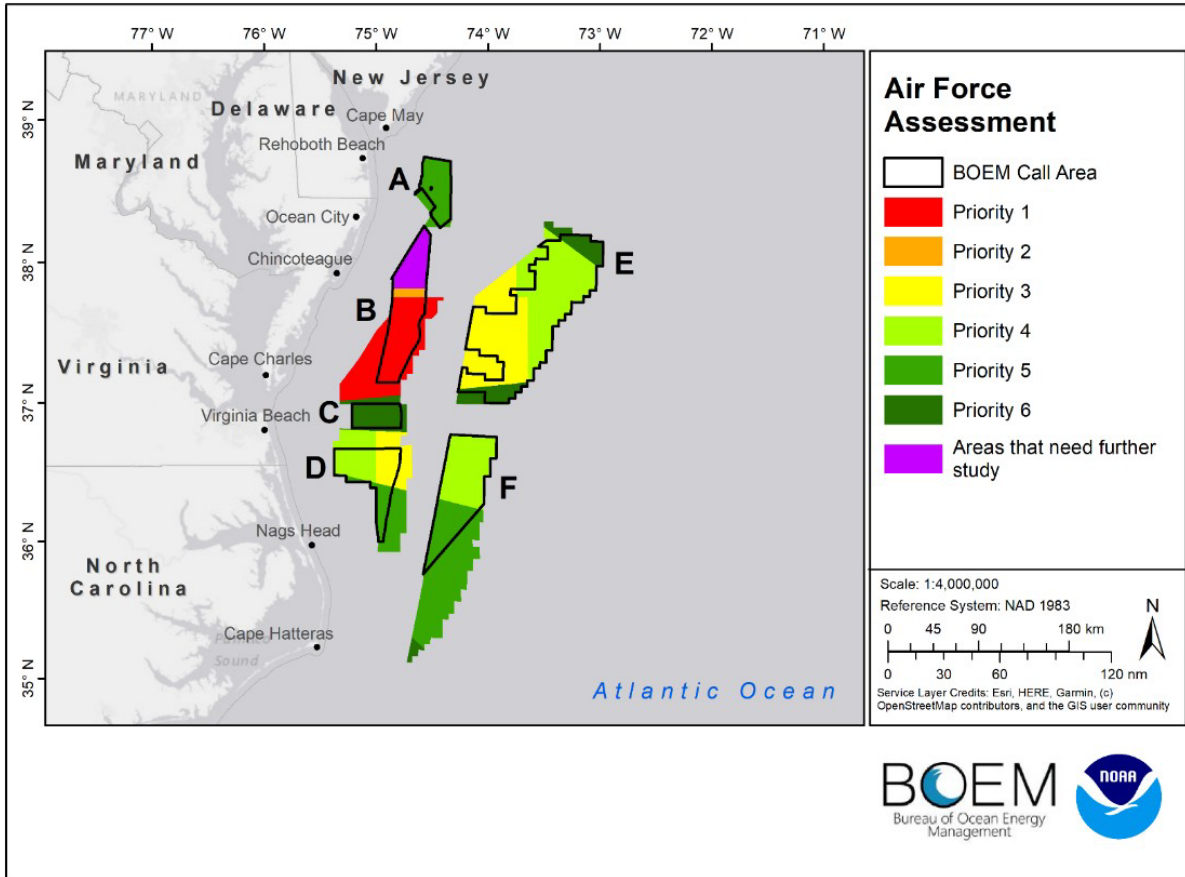 77° W 76° W 75° W 74° W 73° W 72° W 71° W
39° N
38° N
37° N
36° N
35° N
New Jersey
MARYLAND
Delaware
Cape May
Rehoboth Beach
Maryland
A
Ocean City
Chincoteague
E
B
Cape Charles
Virginia
Virginia Beach
C
D
F
Nags Head
North
Carolina
Cape Hatteras
Sound
Atlantic Ocean
Air Force
Assessment
BOEM Call Area
Priority 1
Priority 2
Priority 3
Priority 4
Priority 5
Priority 6
Areas that need further
study
Scale: 1:4,000,000
Reference System: NAD 1983
N
0 45 90 180 km
0 30 60 120 nm
Service Layer Credits: Esri, HERE, Garmin, (c)
OpenStreetMap contributors, and the GIS user community
BOEM
Bureau of Ocean Energy
Management
NOAA